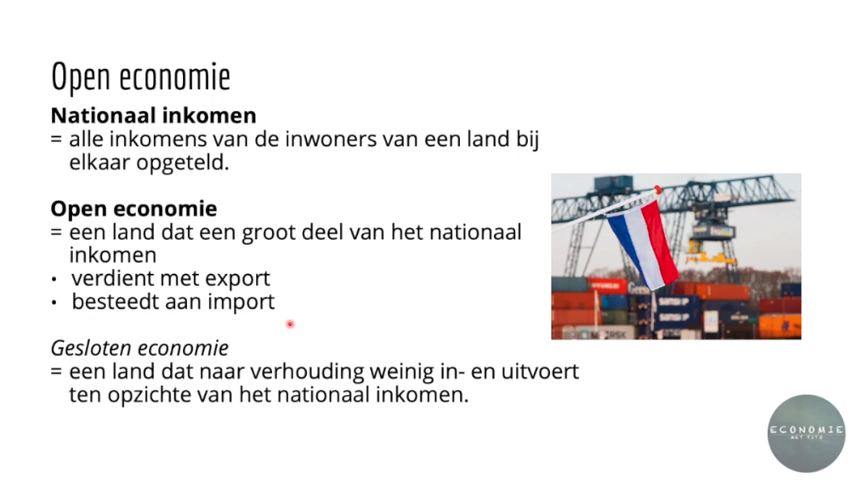 Open economie
Nationaal inkomen
= alle inkomens van de inwoners van een land bij
elkaar opgeteld.
Open economie
= een land dat een groot deel van het nationaal
inkomen
• verdient met export
• besteedt aan import
Gesloten economie
= een land dat naar verhouding weinig in- en uitvoert
ten opzichte van het nationaal inkomen.
ECONOMIE
MET TITO